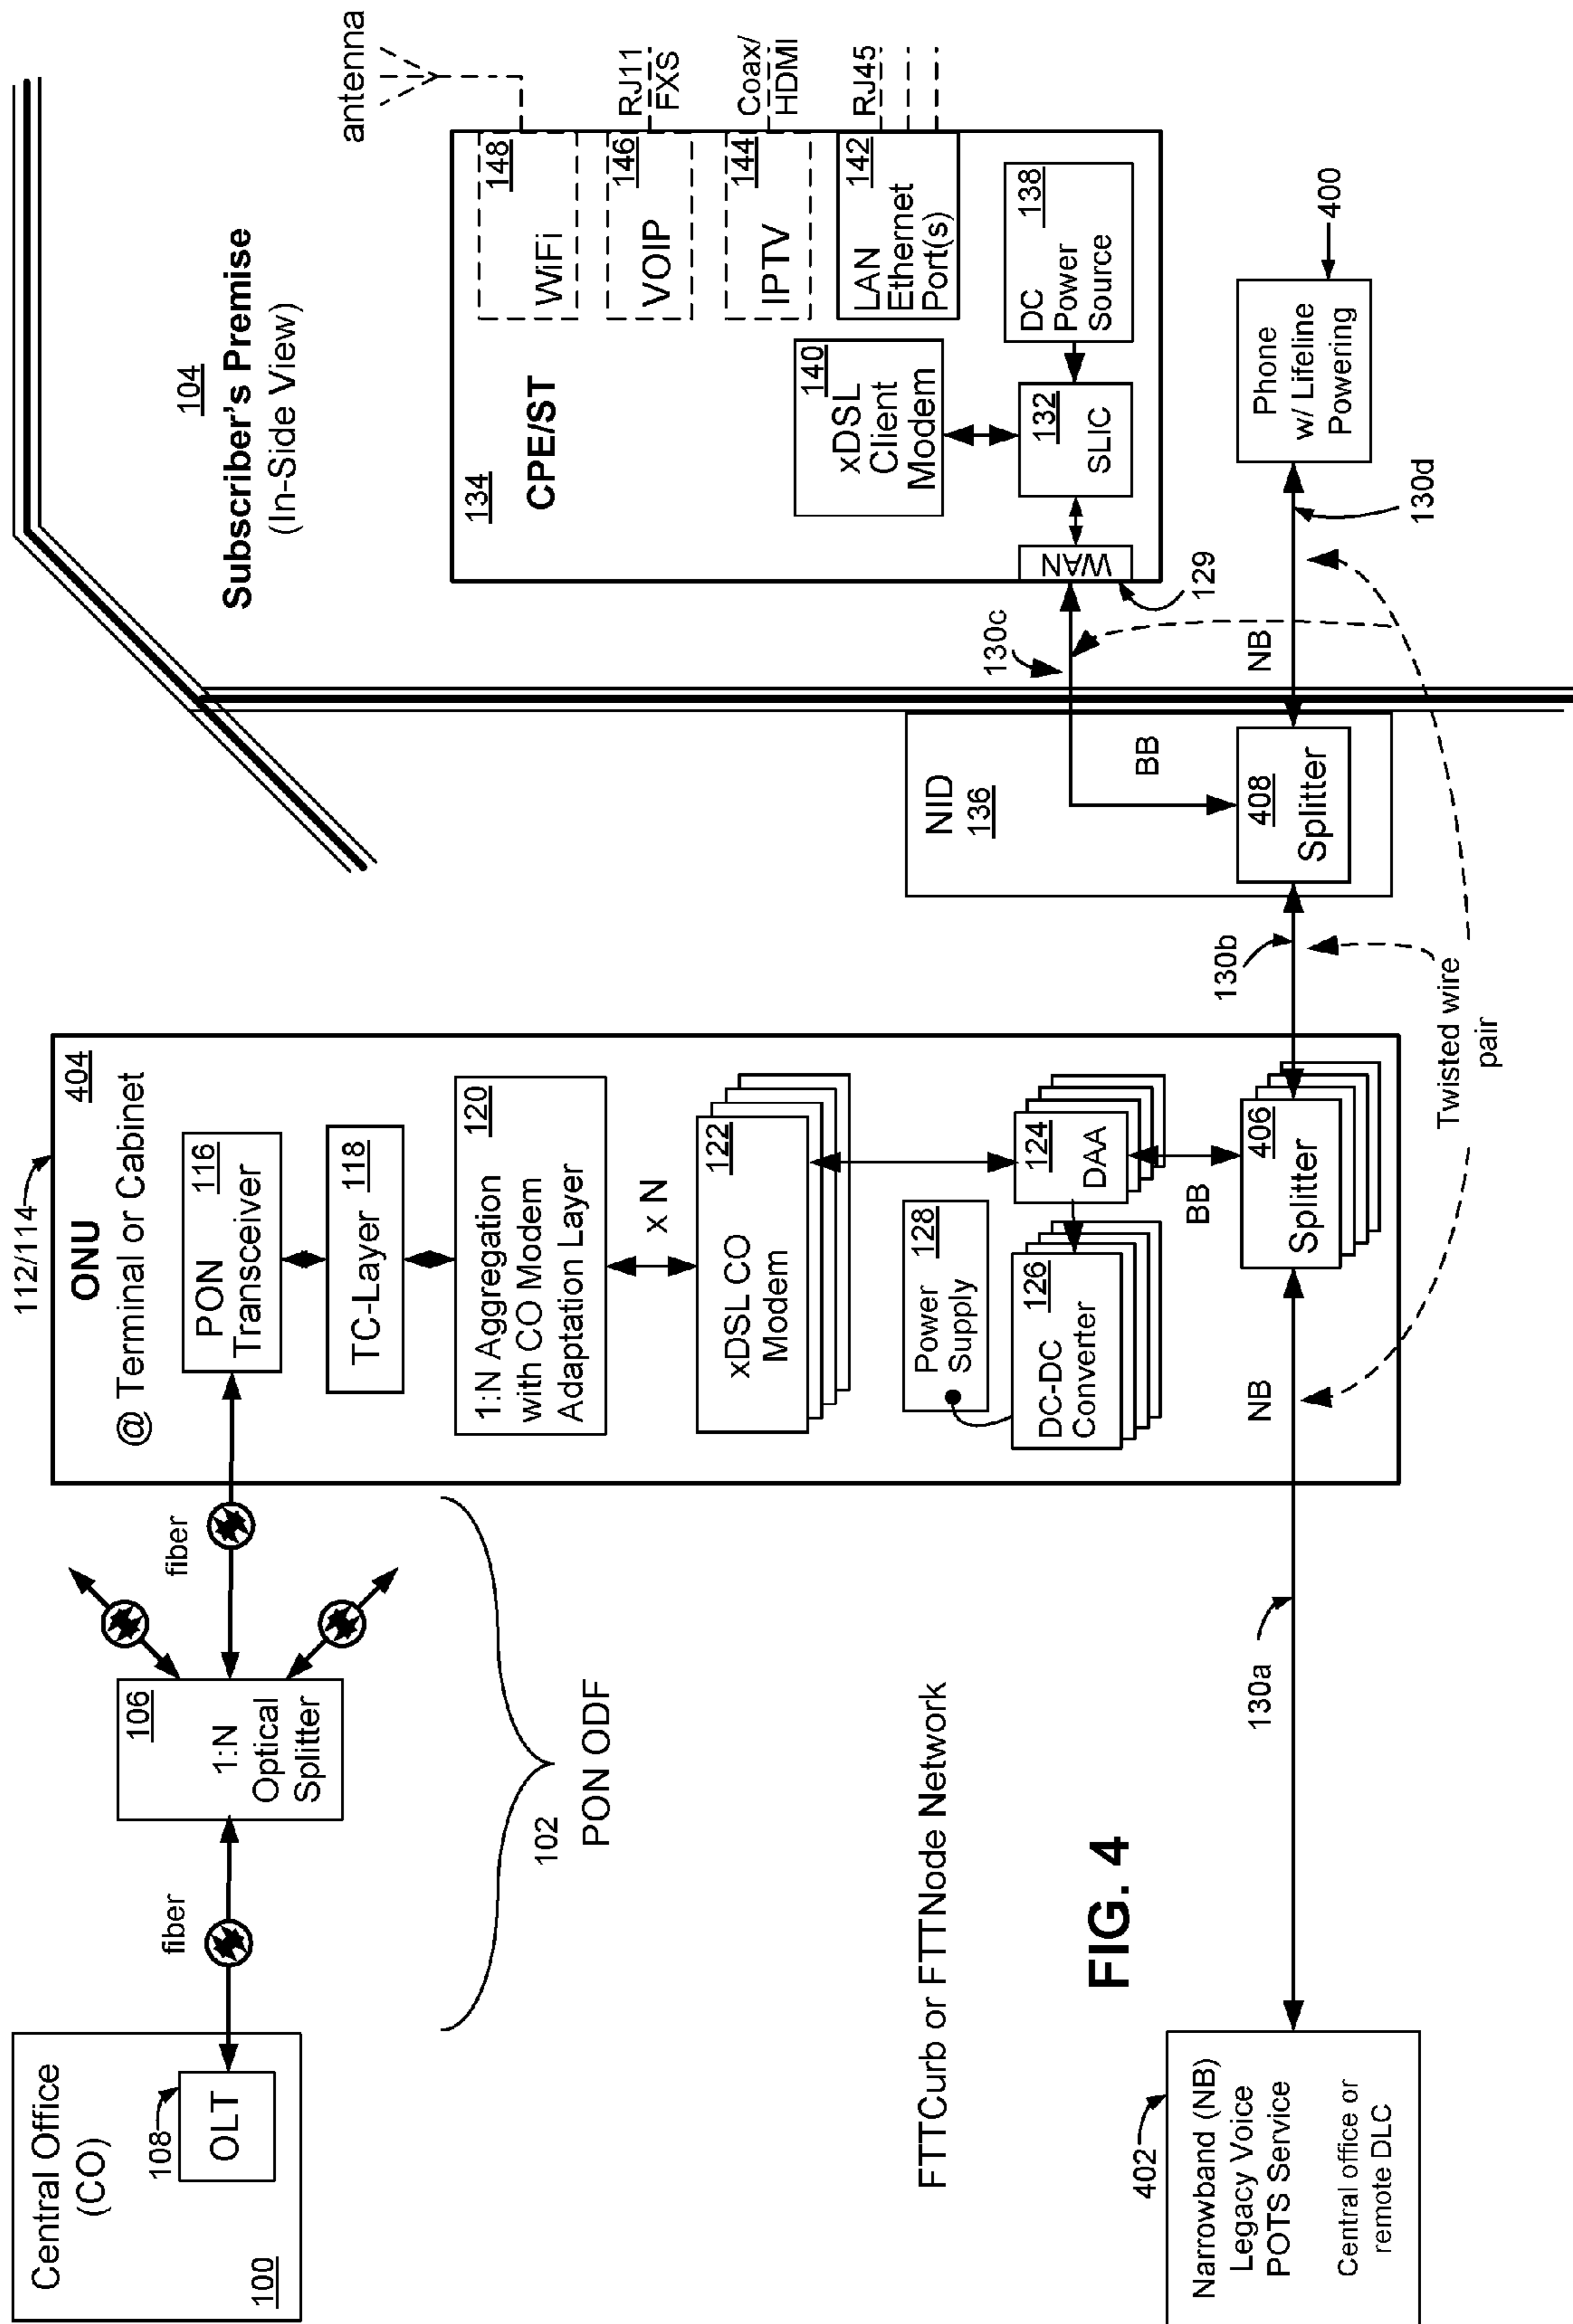 Central Office
(CO)
108
OLT
100
fiber
106
1:N
Optical
Splitter
fiber
102
PON ODF
112/114
ONU
404
@ Terminal or Cabinet
PON
116
Transceiver
TC-Layer
118
120
1:N Aggregation
with CO Modem
Adaptation Layer
x N
xDSL CO
122
Modem
Power
128
Supply
124
DAA
DC-DC
126
Converter
BB
406
Splitter
NB
130a
Twisted wire
pair
130b
NID
136
BB
408
Splitter
104
Subscriber's Premise
(In-Side View)
134
CPE/ST
antenna
148
WiFi
146
VOIP
RJ11
FXS
144
IPTV
Coax/
HDMI
142
LAN
Ethernet
Port(s)
RJ45
140
xDSL
Client
Modem
138
DC
Power
Source
132
SLIC
WAN
129
130c
NB
130d
Phone
w/ Lifeline
Powering
400
FTTCurb or FTTNode Network
FIG. 4
402
Narrowband (NB)
Legacy Voice
POTS Service
Central office or
remote DLC